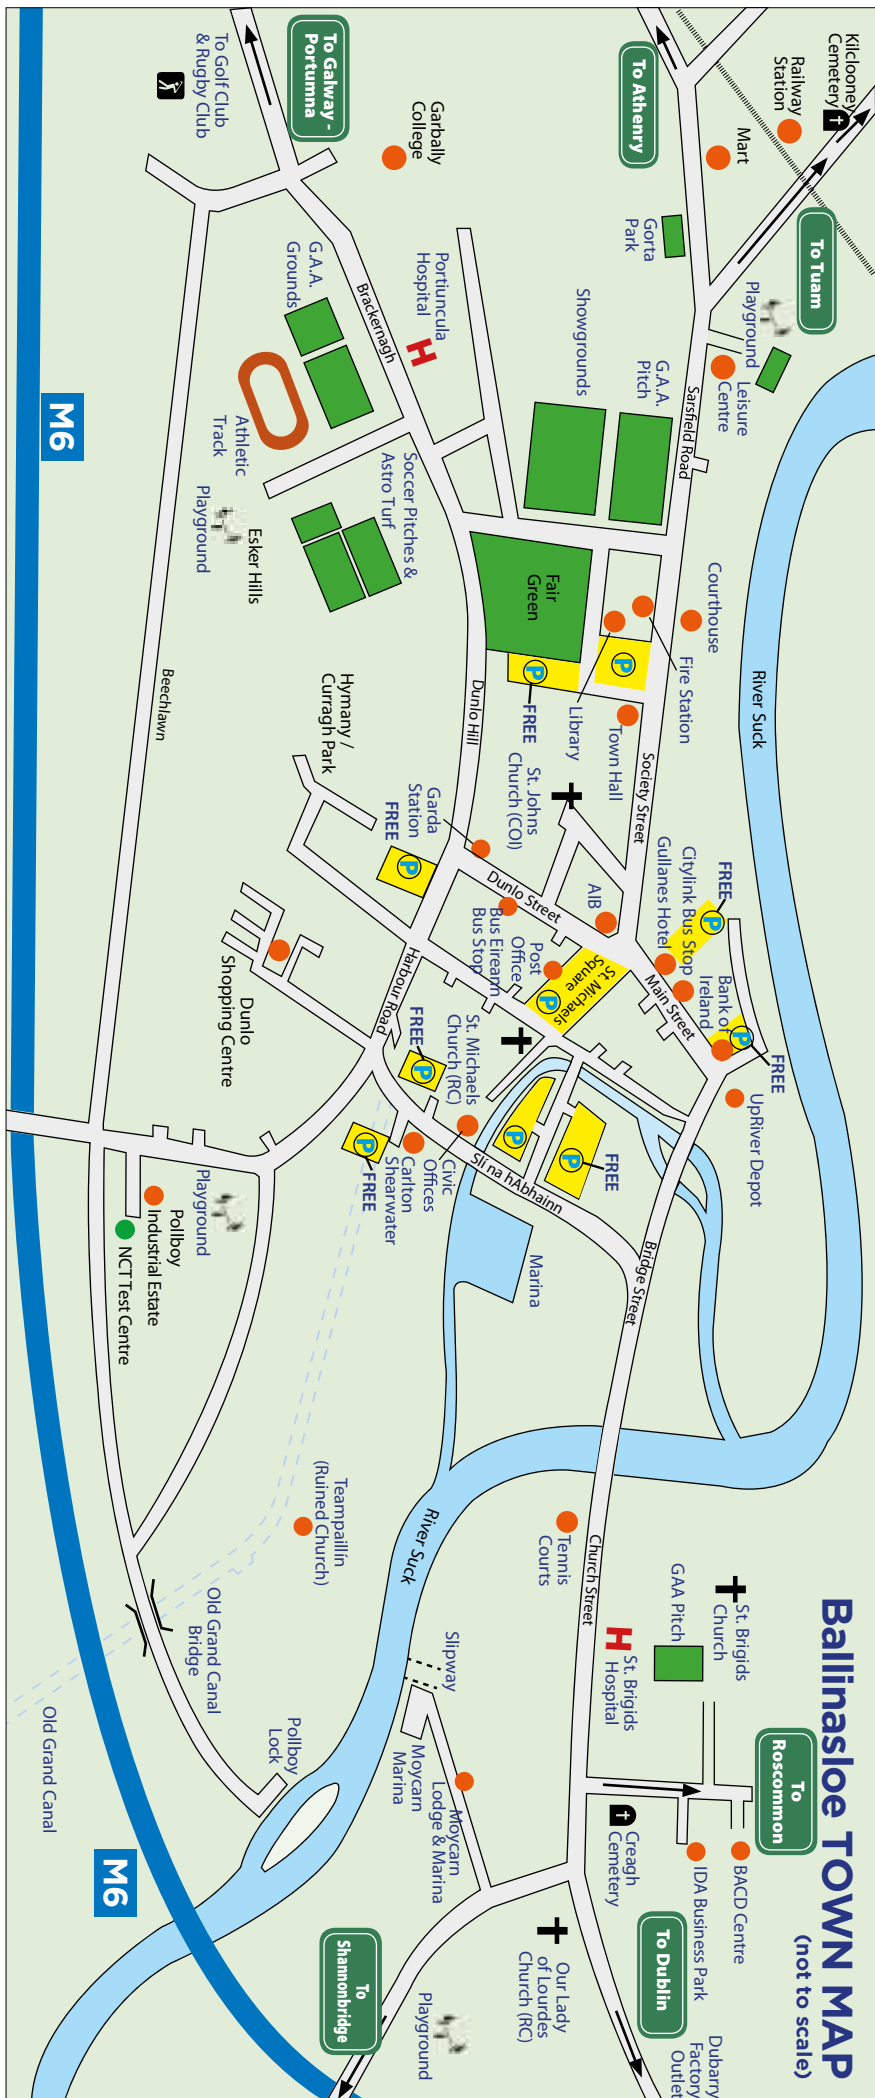 Ballinasloe TOWN MAP
(not to scale)
Kilclooney
Cemetery
Railway
Station
Mart
To Tuam
To Athenry
To Galway -
Portumna
To Golf Club
& Rugby Club
Garbally
College
Gorta
Park
Playground
Leisure
Centre
Portiuncula
Hospital
G.A.A.
Grounds
Brackernagh
Showgrounds
G.A.A.
Pitch
Sarsfield Road
Athletic
Track
M6
Soccer Pitches &
Astro Turf
Playground
Esker Hills
Fair
Green
Courthouse
Fire Station
Library
Town Hall
P
P
FREE
River Suck
Beechlawn
Dunlo Hill
Society Street
Hymany /
Curragh Park
St. Johns
Church (COI)
Garda
Station
FREE
P
Dunlo Street
AIB
Gullanes Hotel
Citylink Bus Stop
FREE
P
Bus Eireann
Bus Stop
Post
Office
St. Michaels
Square
P
Main Street
Bank of
Ireland
P
FREE
UpRiver Depot
Dunlo
Shopping Centre
Harbour Road
St. Michaels
Church (RC)
FREE
P
P
FREE
Carlton
Shearwater
Civic
Offices
P
P
FREE
Slí na hAbhainn
Marina
Bridge Street
Playground
Pollboy
Industrial Estate
NCT Test Centre
Teampaillín
(Ruined Church)
River Suck
Tennis
Courts
Church Street
St. Brigids
Church
GAA Pitch
St. Brigids
Hospital
H
H
Old Grand Canal
Bridge
Old Grand Canal
Pollboy
Lock
Slipway
Moycarn
Marina
Moycarn
Lodge & Marina
To
Roscommon
Creagh
Cemetery
BACD Centre
IDA Business Park
To Dublin
Our Lady
of Lourdes
Church (RC)
Dubarry
Factory
Outlet
To
Shannonbridge
Playground
M6